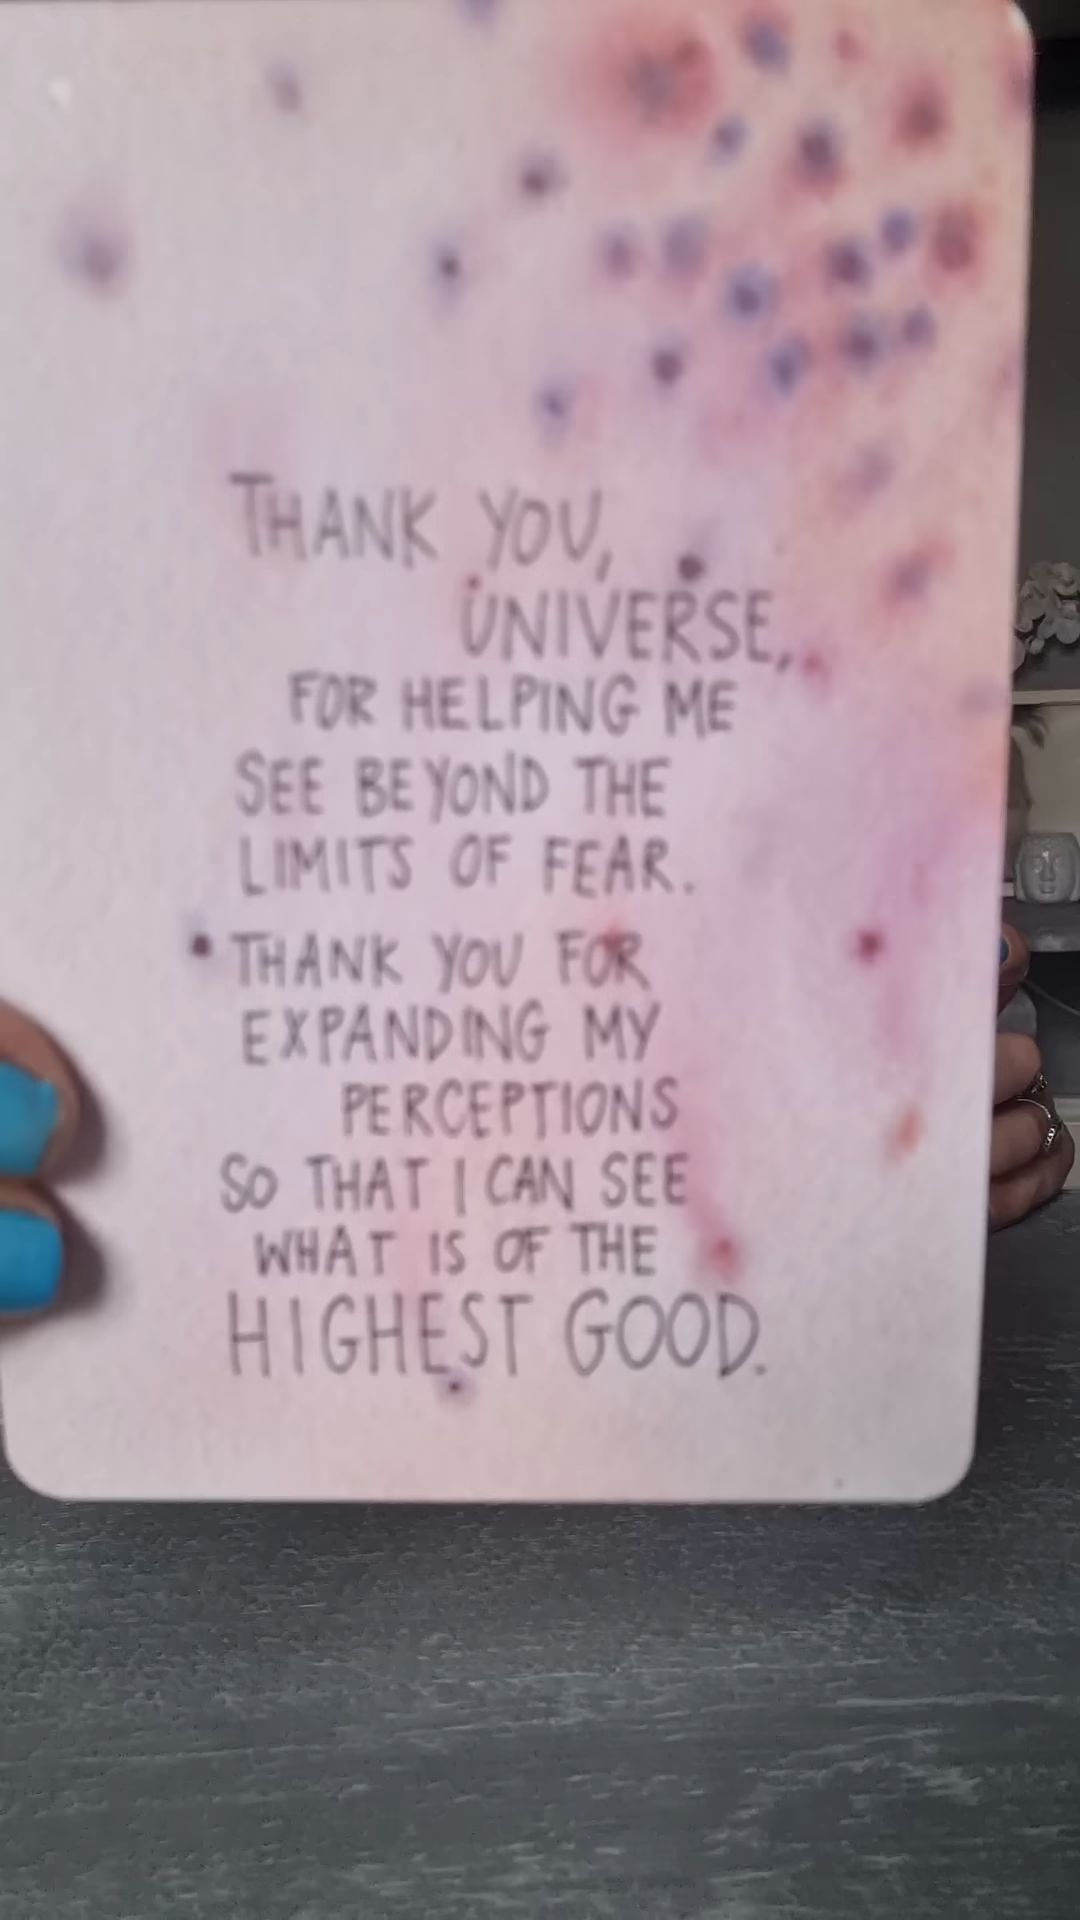 THANK YOU,
UNIVERSE,
FOR HELPING ME
SEE BEYOND THE
LIMITS OF FEAR.
THANK YOU FOR
EXPANDING MY
PERCEPTIONS
SO THAT I CAN SEE
WHAT IS OF THE
HIGHEST GOOD.